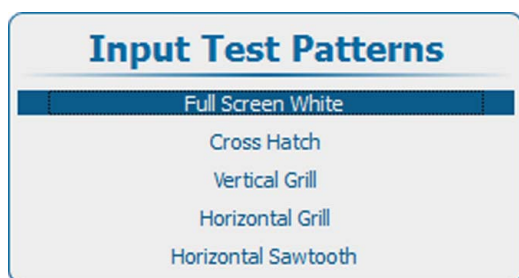 Input Test Patterns
Full Screen White
Cross Hatch
Vertical Grill
Horizontal Grill
Horizontal Sawtooth